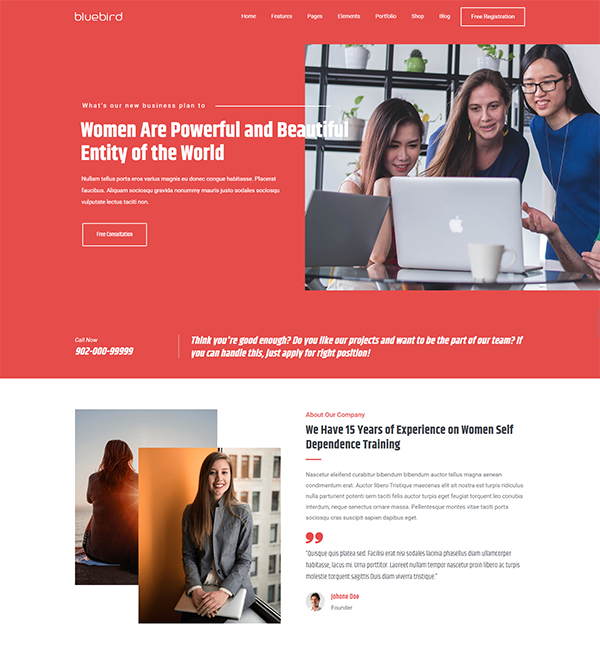 bluebird
Home Features Pages Elements Portfolio Shop Blog Free Registration
What's our new business plan to
Women Are Powerful and Beautiful
Entity of the World
Nullam tellus porta eros varius magnis eu donec congue habitasse. Placerat
faucibus. Aliquam sociosqu gravida nonummy mauris justo sodales sociosqu
vulputate lectus taciti non.
Free Consultation
Call Now
902-000-99999
Think you're good enough? Do you like our projects and want to be the part of our team? If
you can handle this, just apply for right position!
About Our Company
We Have 15 Years of Experience on Women Self
Dependence Training
Nascetur eleifend curabitur bibendum bibendum auctor tellus magna aenean
condimentum erat. Auctor libero Tristique maecenas elit sit nostra est turpis ridiculus
nulla parturient potenti sem taciti felis auctor turpis eget feugiat torquent leo conubia
interdum, neque senectus ornare massa. Pellentesque montes vitae taciti porta
sociosqu cras suscipit sapien dapibus eget.
"Quisque quis platea sed. Facilisi erat nisi sodales lacinia phasellus diam ullamcorper
habitasse, lacus mi. Urna porttitor. Laoreet nullam tempor nascetur proin libero ac turpis
molestie torquent sagittis Duis diam viverra tristique."
Johone Doe
Founder